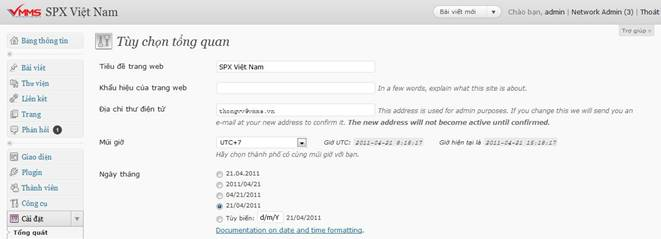 VMMS SPX Việt Nam
Bài viết mới
Chào bạn, admin | Network Admin (3) | Thoát
Trợ giúp
Bảng thông tin
Bài viết
Thư viện
Liên kết
Trang
Phản hồi 1
Giao diện
Plugin
Thành viên
Công cụ
Cài đặt
Tổng quát
Tùy chọn tổng quan
Tiêu đề trang web
SPX Việt Nam
Khẩu hiệu của trang web
In a few words, explain what this site is about.
Địa chỉ thư điện tử
thongvv@vmms.vn
This address is used for admin purposes. If you change this we will send you an
e-mail at your new address to confirm it. The new address will not become active until confirmed.
Múi giờ
UTC+7
Giờ UTC: 2011-04-21 8:18:17
Giờ hiện tại là 2011-04-21 15:18:17
Hãy chọn thành phố có cùng múi giờ với bạn.
Ngày tháng
21.04.2011
2011/04/21
04/21/2011
21/04/2011
Tùy biến: d/m/Y 21/04/2011
Documentation on date and time formatting.